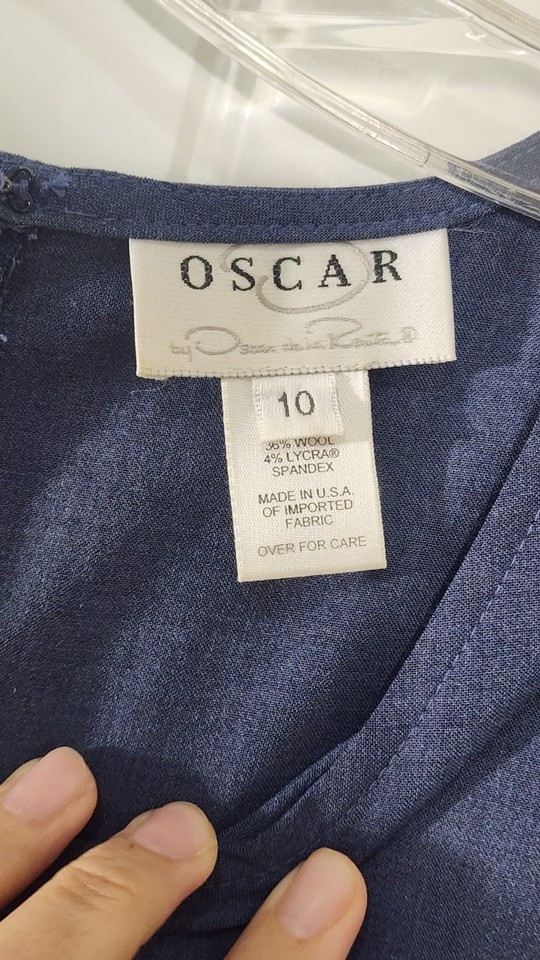 OSCAR
by Oscar de la Renta®
10
36% WOOL
4% LYCRA®
SPANDEX
MADE IN U.S.A.
OF IMPORTED
FABRIC
OVER FOR CARE